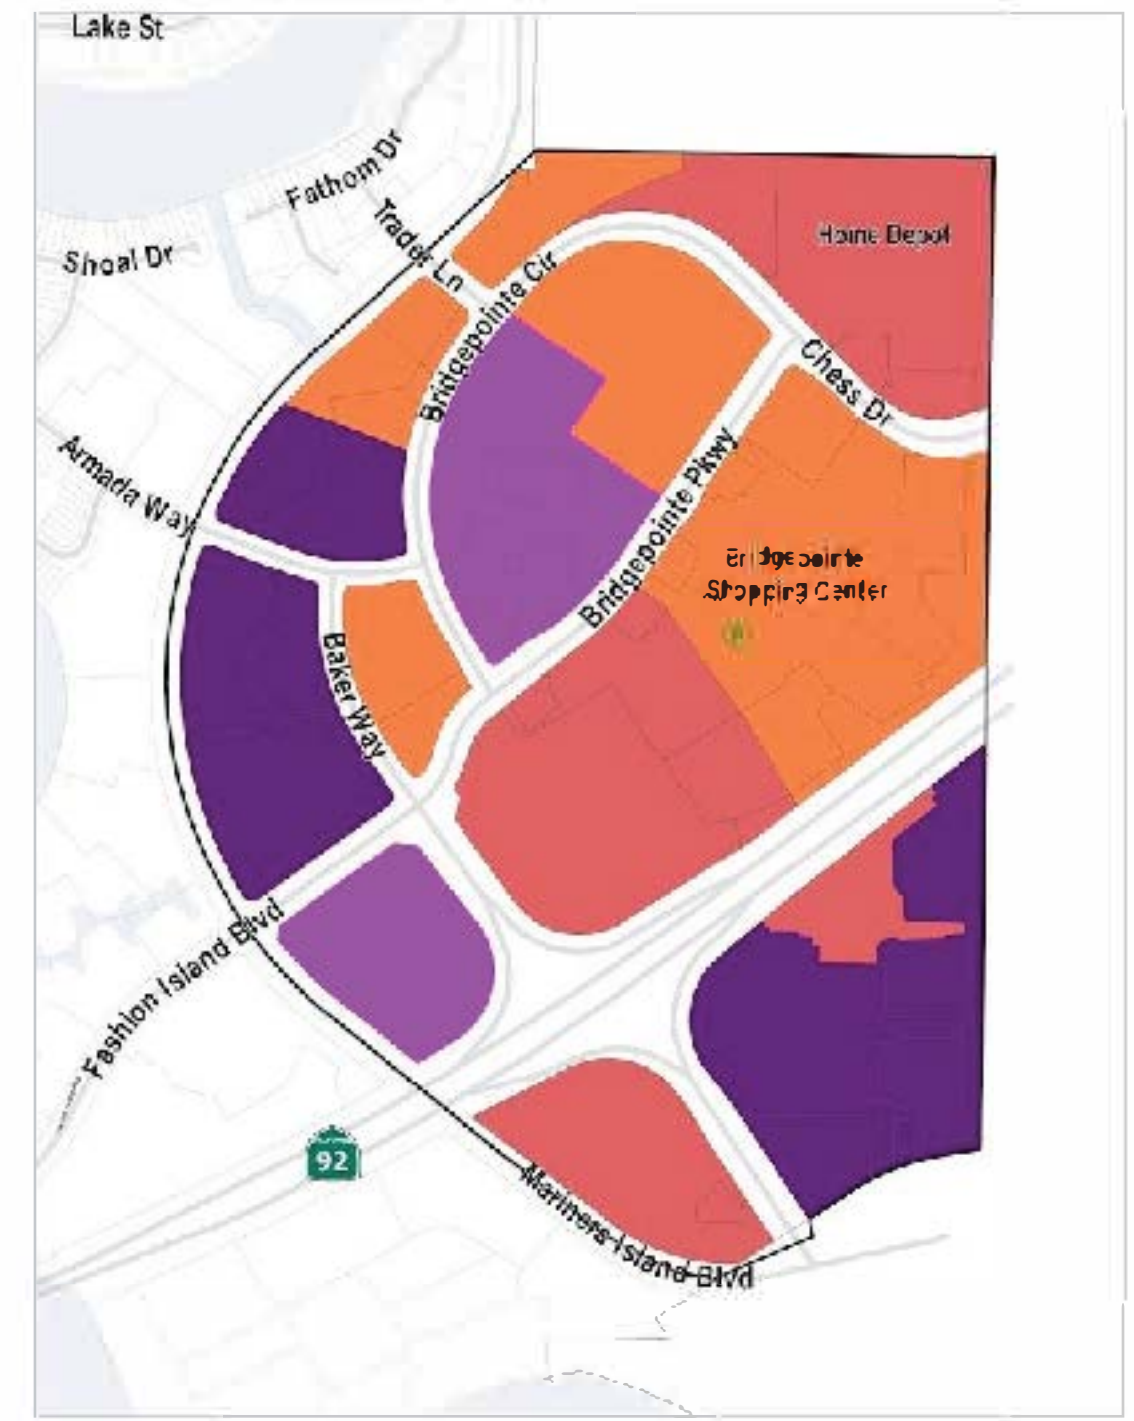 Lake St
Fathom Dr
Trader Ln
Shoal Dr
Home Depot
Bridgepointe Cir
Chess Dr
Armada Way
Bridgepointe Pkwy
Bridgepointe
Shopping Center
Baker Way
Fashion Island Blvd
92
Mariners Island Blvd